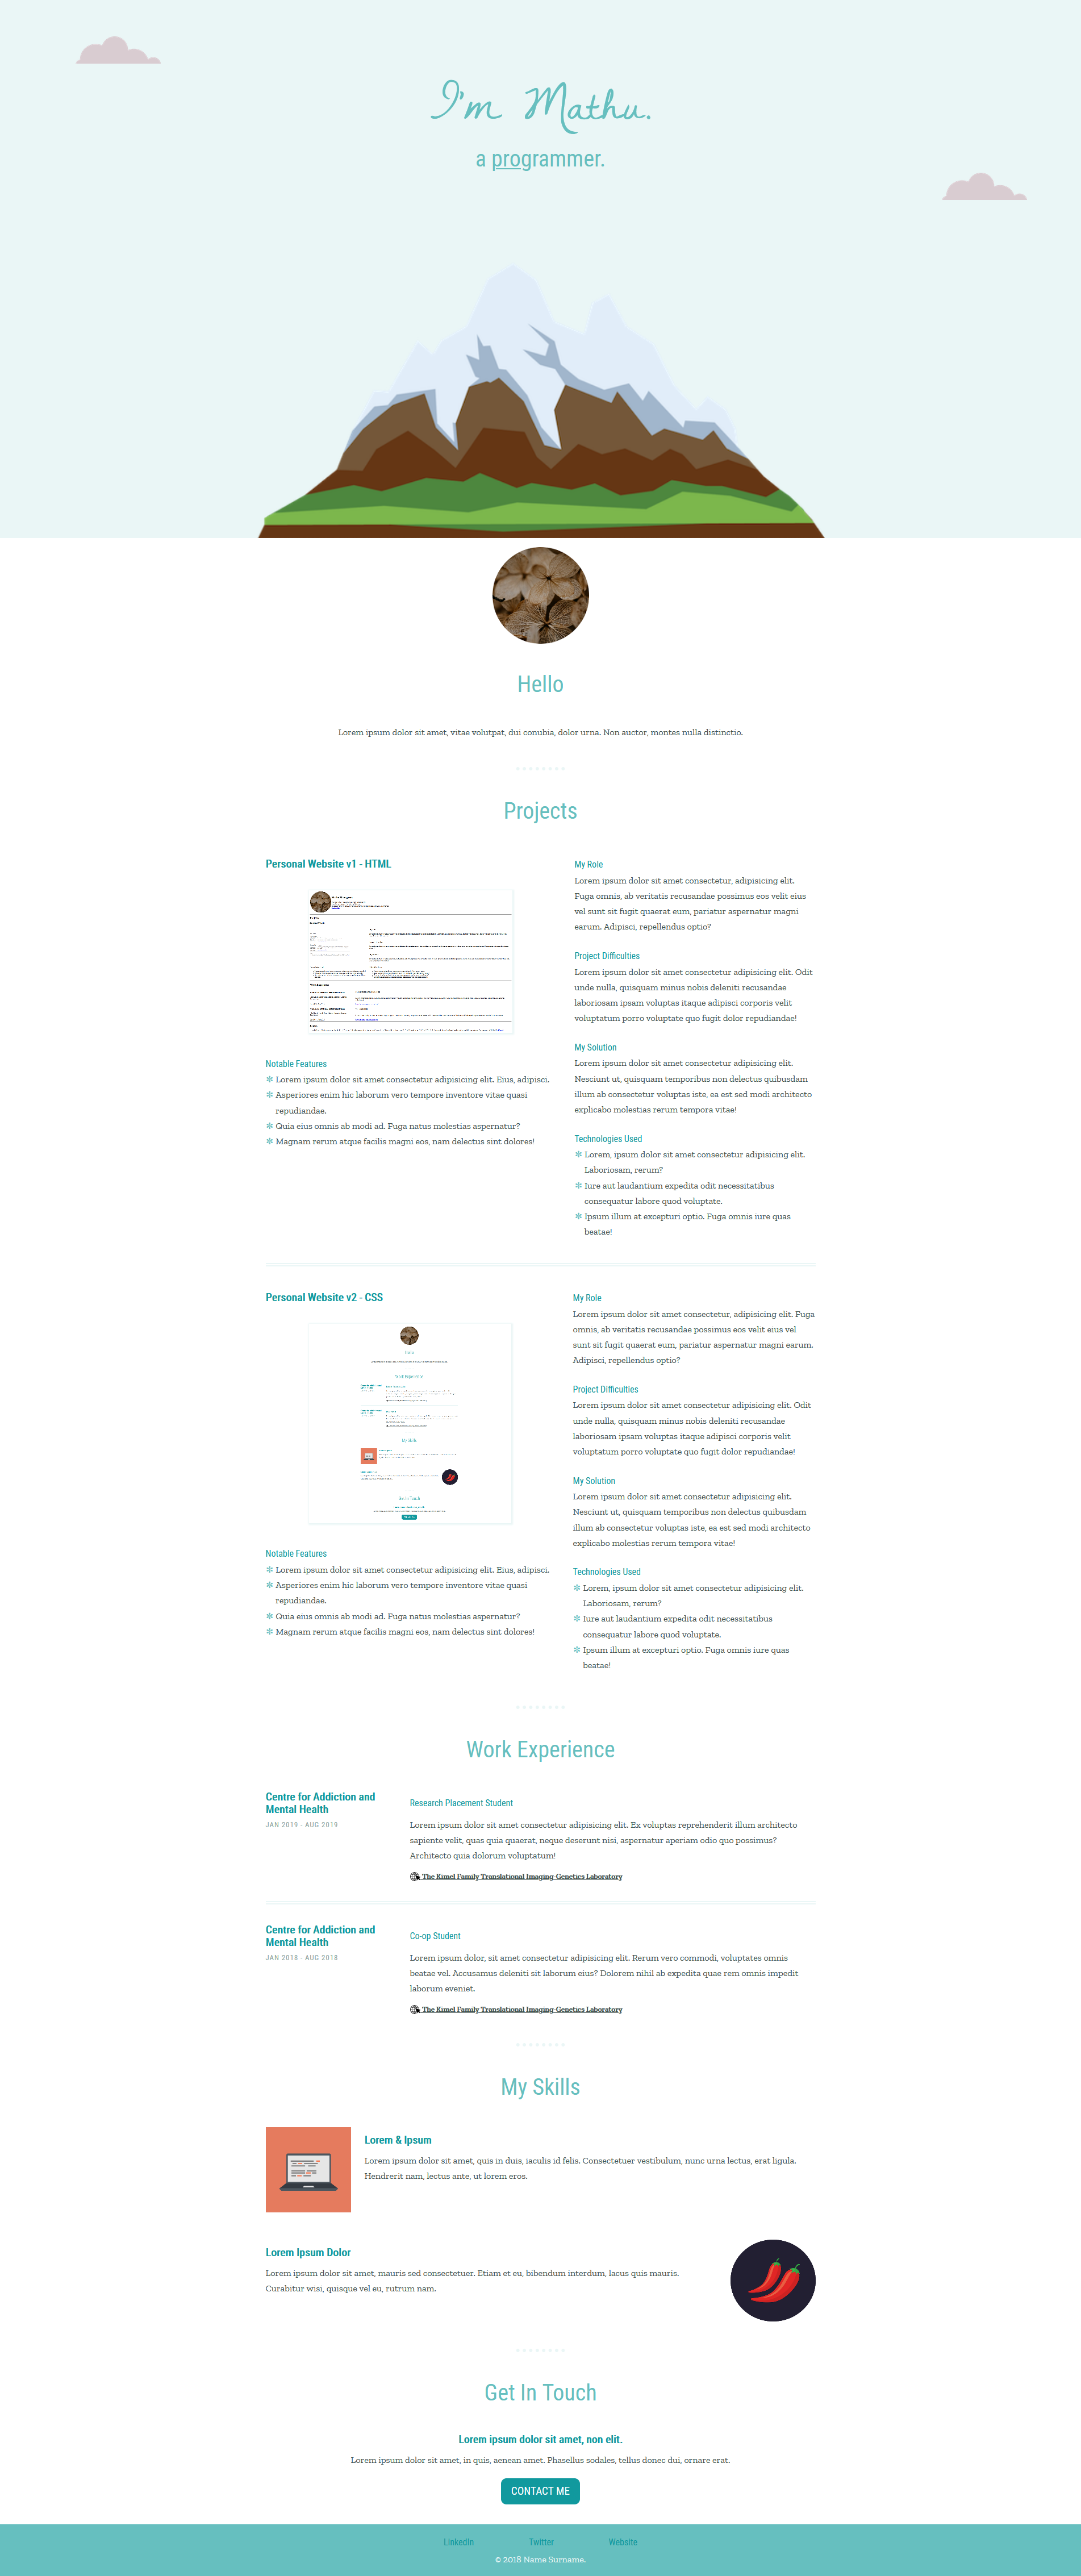 I'm Mathu.
a programmer.
Hello
Lorem ipsum dolor sit amet, vitae volutpat, dui conubia, dolor urna. Non auctor, montes nulla distinctio.
Projects
Personal Website v1 - HTML
Notable Features
Lorem ipsum dolor sit amet consectetur adipisicing elit. Eius, adipisci.
Asperiores enim hic laborum vero tempore inventore vitae quasi
repudiandae.
Quia eius omnis ab modi ad. Fuga natus molestias aspernatur?
Magnam rerum atque facilis magni eos, nam delectus sint dolores!
My Role
Lorem ipsum dolor sit amet consectetur, adipisicing elit.
Fuga omnis, ab veritatis recusandae possimus eos velit eius
vel sunt sit fugit quaerat eum, pariatur aspernatur magni
earum. Adipisci, repellendus optio?
Project Difficulties
Lorem ipsum dolor sit amet consectetur adipisicing elit. Odit
unde nulla, quisquam minus nobis deleniti recusandae
laboriosam ipsam voluptas itaque adipisci corporis velit
voluptatum porro voluptate quo fugit dolor repudiandae!
My Solution
Lorem ipsum dolor sit amet consectetur adipisicing elit.
Nesciunt ut, quisquam temporibus non delectus quibusdam
illum ab consectetur voluptas iste, ea est sed modi architecto
explicabo molestias rerum tempora vitae!
Technologies Used
Lorem, ipsum dolor sit amet consectetur adipisicing elit.
Laboriosam, rerum?
Iure aut laudantium expedita odit necessitatibus
consequatur labore quod voluptate.
Ipsum illum at excepturi optio. Fuga omnis iure quas
beatae!
Personal Website v2 - CSS
Notable Features
Lorem ipsum dolor sit amet consectetur adipisicing elit. Eius, adipisci.
Asperiores enim hic laborum vero tempore inventore vitae quasi
repudiandae.
Quia eius omnis ab modi ad. Fuga natus molestias aspernatur?
Magnam rerum atque facilis magni eos, nam delectus sint dolores!
My Role
Lorem ipsum dolor sit amet consectetur, adipisicing elit. Fuga
omnis, ab veritatis recusandae possimus eos velit eius vel
sunt sit fugit quaerat eum, pariatur aspernatur magni earum.
Adipisci, repellendus optio?
Project Difficulties
Lorem ipsum dolor sit amet consectetur adipisicing elit. Odit
unde nulla, quisquam minus nobis deleniti recusandae
laboriosam ipsam voluptas itaque adipisci corporis velit
voluptatum porro voluptate quo fugit dolor repudiandae!
My Solution
Lorem ipsum dolor sit amet consectetur adipisicing elit.
Nesciunt ut, quisquam temporibus non delectus quibusdam
illum ab consectetur voluptas iste, ea est sed modi architecto
explicabo molestias rerum tempora vitae!
Technologies Used
Lorem, ipsum dolor sit amet consectetur adipisicing elit.
Laboriosam, rerum?
Iure aut laudantium expedita odit necessitatibus
consequatur labore quod voluptate.
Ipsum illum at excepturi optio. Fuga omnis iure quas
beatae!
Work Experience
Centre for Addiction and
Mental Health
JAN 2019 - AUG 2019
Research Placement Student
Lorem ipsum dolor sit amet consectetur adipisicing elit. Ex voluptas reprehenderit illum architecto
sapiente velit, quas quia quaerat, neque deserunt nisi, aspernatur aperiam odio quo possimus?
Architecto quia dolorum voluptatum!
The Kimel Family Translational Imaging-Genetics Laboratory
Centre for Addiction and
Mental Health
JAN 2018 - AUG 2018
Co-op Student
Lorem ipsum dolor, sit amet consectetur adipisicing elit. Rerum vero commodi, voluptates omnis
beatae vel. Accusamus deleniti sit laborum eius? Dolorem nihil ab expedita quae rem omnis impedit
laborum eveniet.
The Kimel Family Translational Imaging-Genetics Laboratory
My Skills
Lorem & Ipsum
Lorem ipsum dolor sit amet, quis in duis, iaculis id felis. Consectetuer vestibulum, nunc urna lectus, erat ligula.
Hendrerit nam, lectus ante, ut lorem eros.
Lorem Ipsum Dolor
Lorem ipsum dolor sit amet, mauris sed consectetuer. Etiam et eu, bibendum interdum, lacus quis mauris.
Curabitur wisi, quisque vel eu, rutrum nam.
Get In Touch
Lorem ipsum dolor sit amet, non elit.
Lorem ipsum dolor sit amet, in quis, aenean amet. Phasellus sodales, tellus donec dui, ornare erat.
CONTACT ME
LinkedIn Twitter Website
© 2018 Name Surname.